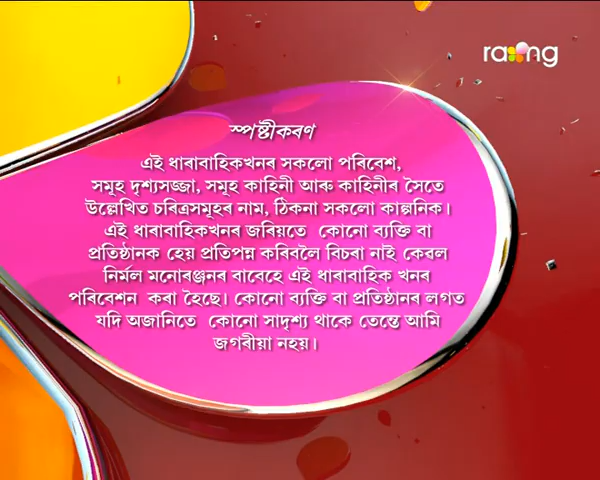 rang
স্পষ্টীকৰণ
এই ধাৰাবাহিকখনৰ সকলো পৰিবেশ,
সমূহ দৃশ্যসজ্জা, সমূহ কাহিনী আৰু কাহিনীৰ সৈতে
উল্লেখিত চৰিত্ৰসমূহৰ নাম, ঠিকনা সকলো কাল্পনিক।
এই ধাৰাবাহিকখনৰ জৰিয়তে কোনো ব্যক্তি বা
প্ৰতিষ্ঠানক হেয় প্ৰতিপন্ন কৰিবলৈ বিচৰা নাই কেৱল
নিৰ্মল মনোৰঞ্জনৰ বাবেহে এই ধাৰাবাহিক খনৰ
পৰিবেশন কৰা হৈছে। কোনো ব্যক্তি বা প্ৰতিষ্ঠানৰ লগত
যদি অজানিতে কোনো সাদৃশ্য থাকে তেন্তে আমি
জগৰীয়া নহয়।